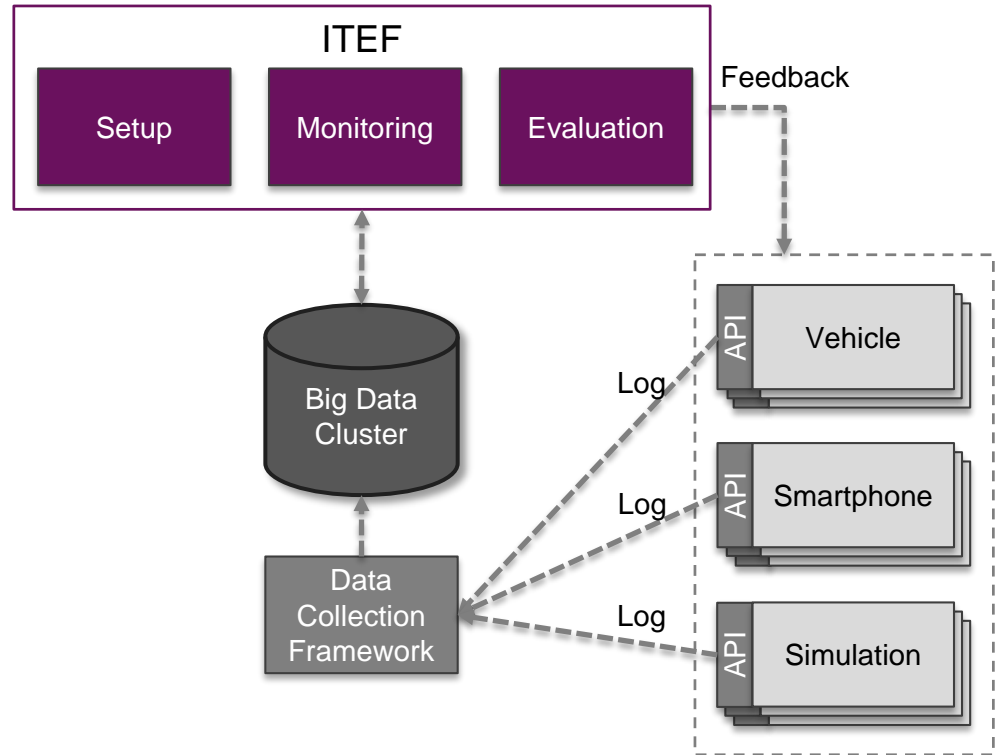 ITEF
Setup
Monitoring
Evaluation
Feedback
API
Vehicle
Log
Big Data
Cluster
API
Smartphone
Log
Data
Collection
Framework
Log
API
Simulation